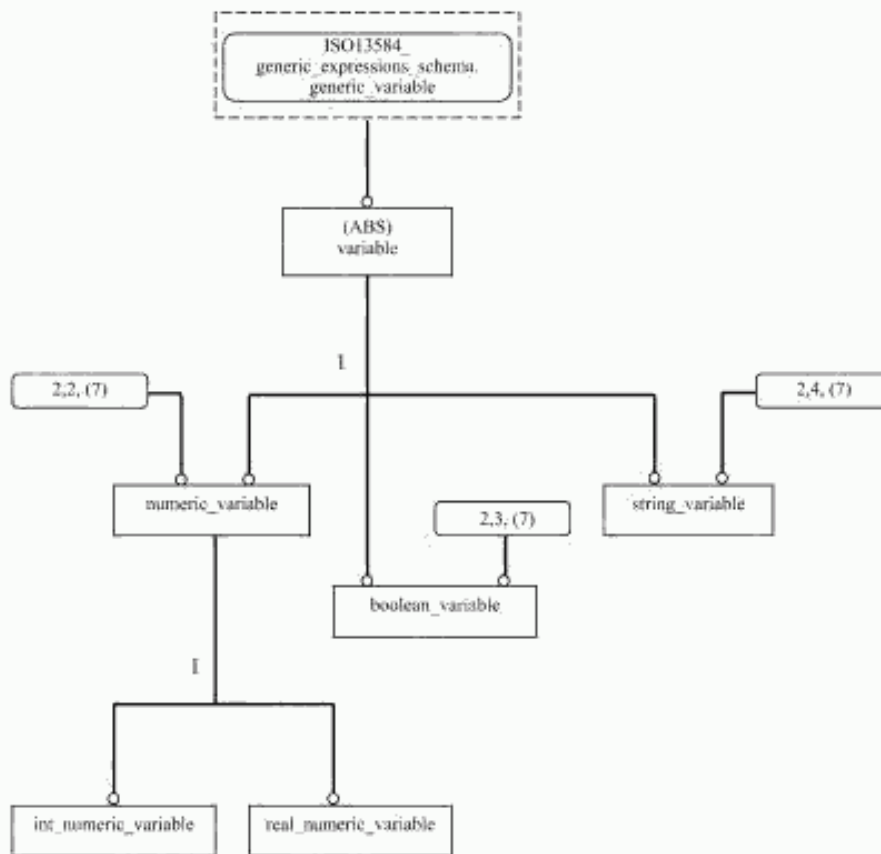 ISO13584_
generic_expressions_schema.
generic_variable
(ABS)
variable
1
2,2, (7)
2,4, (7)
numeric_variable
2,3, (7)
string_variable
boolean_variable
1
int_numeric_variable
real_numeric_variable